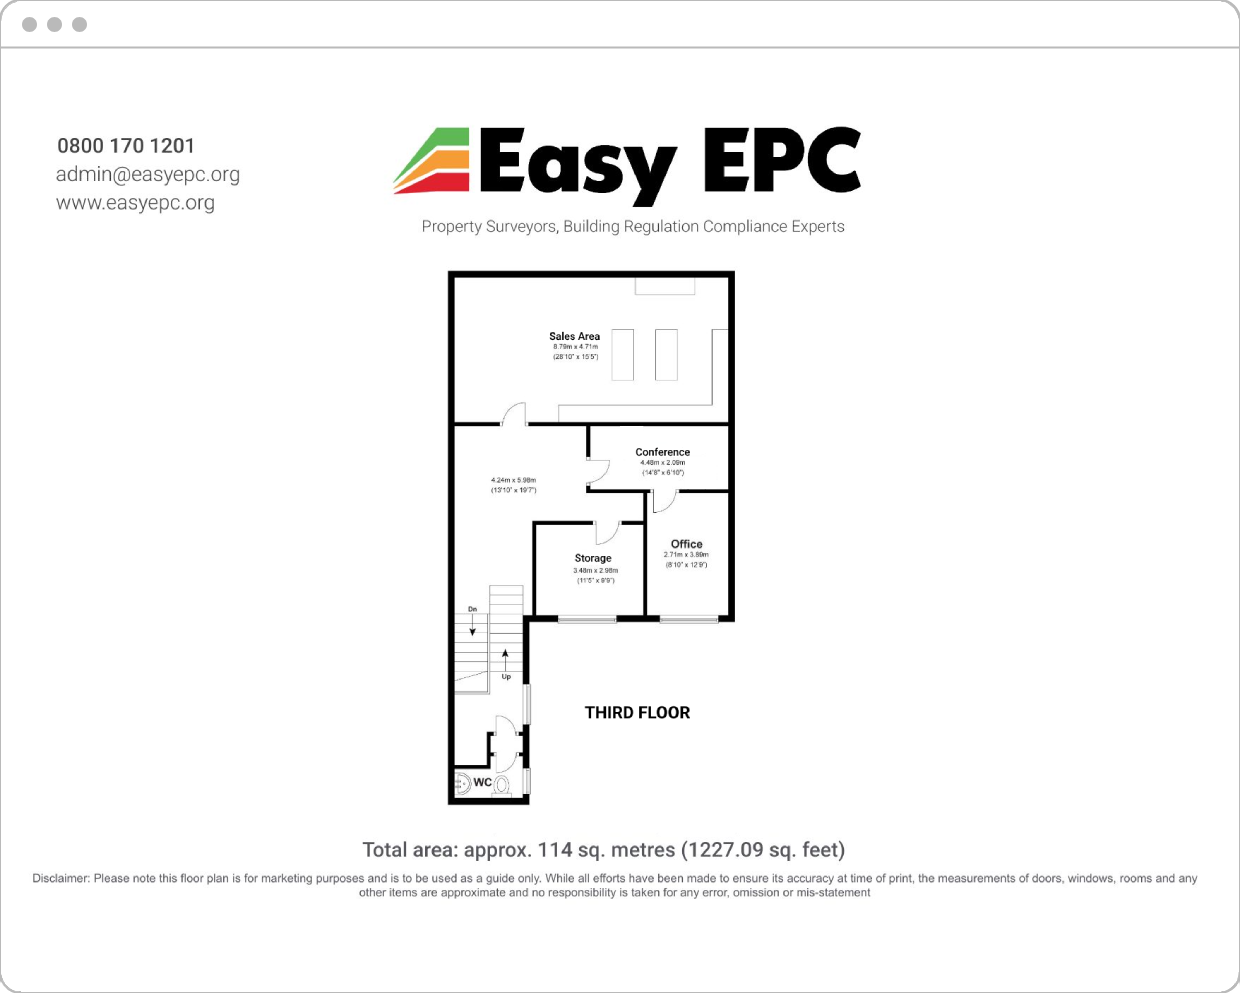 0800 170 1201
admin@easyepc.org
www.easyepc.org
Easy EPC
Property Surveyors, Building Regulation Compliance Experts
Sales Area
8.79m x 4.71m
(28'10" x 15'5")
Conference
4.48m x 2.09m
(14'8" x 6'10")
4.24m x 5.98m
(13'10" x 19'7")
Office
2.71m x 3.89m
(8'10" x 12'9")
Storage
3.48m x 2.98m
(11'5" x 9'9")
Dn
Up
THIRD FLOOR
WC
Total area: approx. 114 sq. metres (1227.09 sq. feet)
Disclaimer: Please note this floor plan is for marketing purposes and is to be used as a guide only. While all efforts have been made to ensure its accuracy at time of print, the measurements of doors, windows, rooms and any
other items are approximate and no responsibility is taken for any error, omission or mis-statement